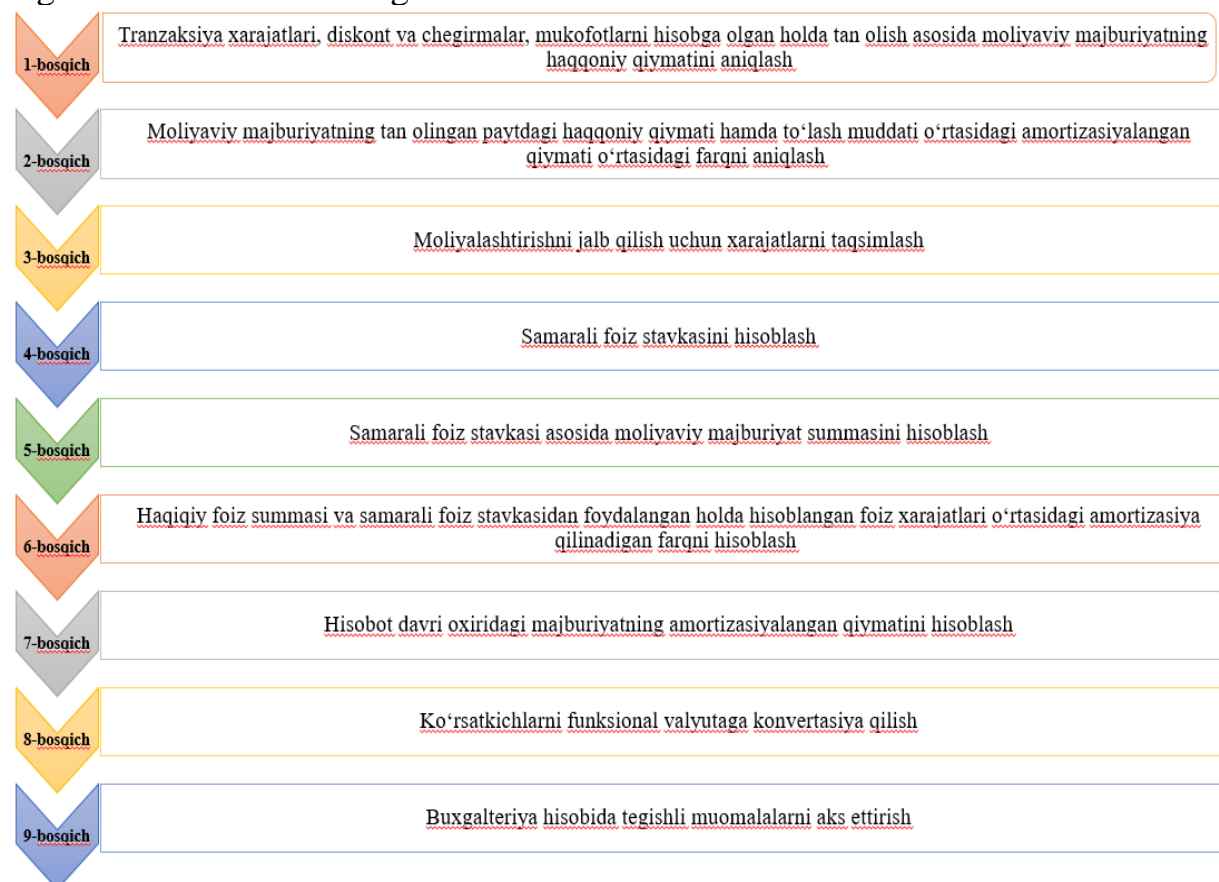 1-bosqich
Tranzaksiya xarajatlari, diskont va chegirmalar, mukofotlarni hisobga olgan holda tan olish asosida moliyaviy majburiyatning
haqqoniy qiymatini aniqlash
2-bosqich
Moliyaviy majburiyatning tan olingan paytdagi haqqoniy qiymati hamda to‘lash muddati o‘rtasidagi amortizasiyalangan
qiymati o‘rtasidagi farqni aniqlash
3-bosqich
Moliyalashtirishni jalb qilish uchun xarajatlarni taqsimlash
4-bosqich
Samarali foiz stavkasini hisoblash
5-bosqich
Samarali foiz stavkasi asosida moliyaviy majburiyat summasini hisoblash
6-bosqich
Haqiqiy foiz summasi va samarali foiz stavkasidan foydalangan holda hisoblangan foiz xarajatlari o‘rtasidagi amortizasiya
qilinadigan farqni hisoblash
7-bosqich
Hisobot davri oxiridagi majburiyatning amortizasiyalangan qiymatini hisoblash
8-bosqich
Ko‘rsatkichlarni funksional valyutaga konvertasiya qilish
9-bosqich
Buxgalteriya hisobida tegishli muomalalarni aks ettirish